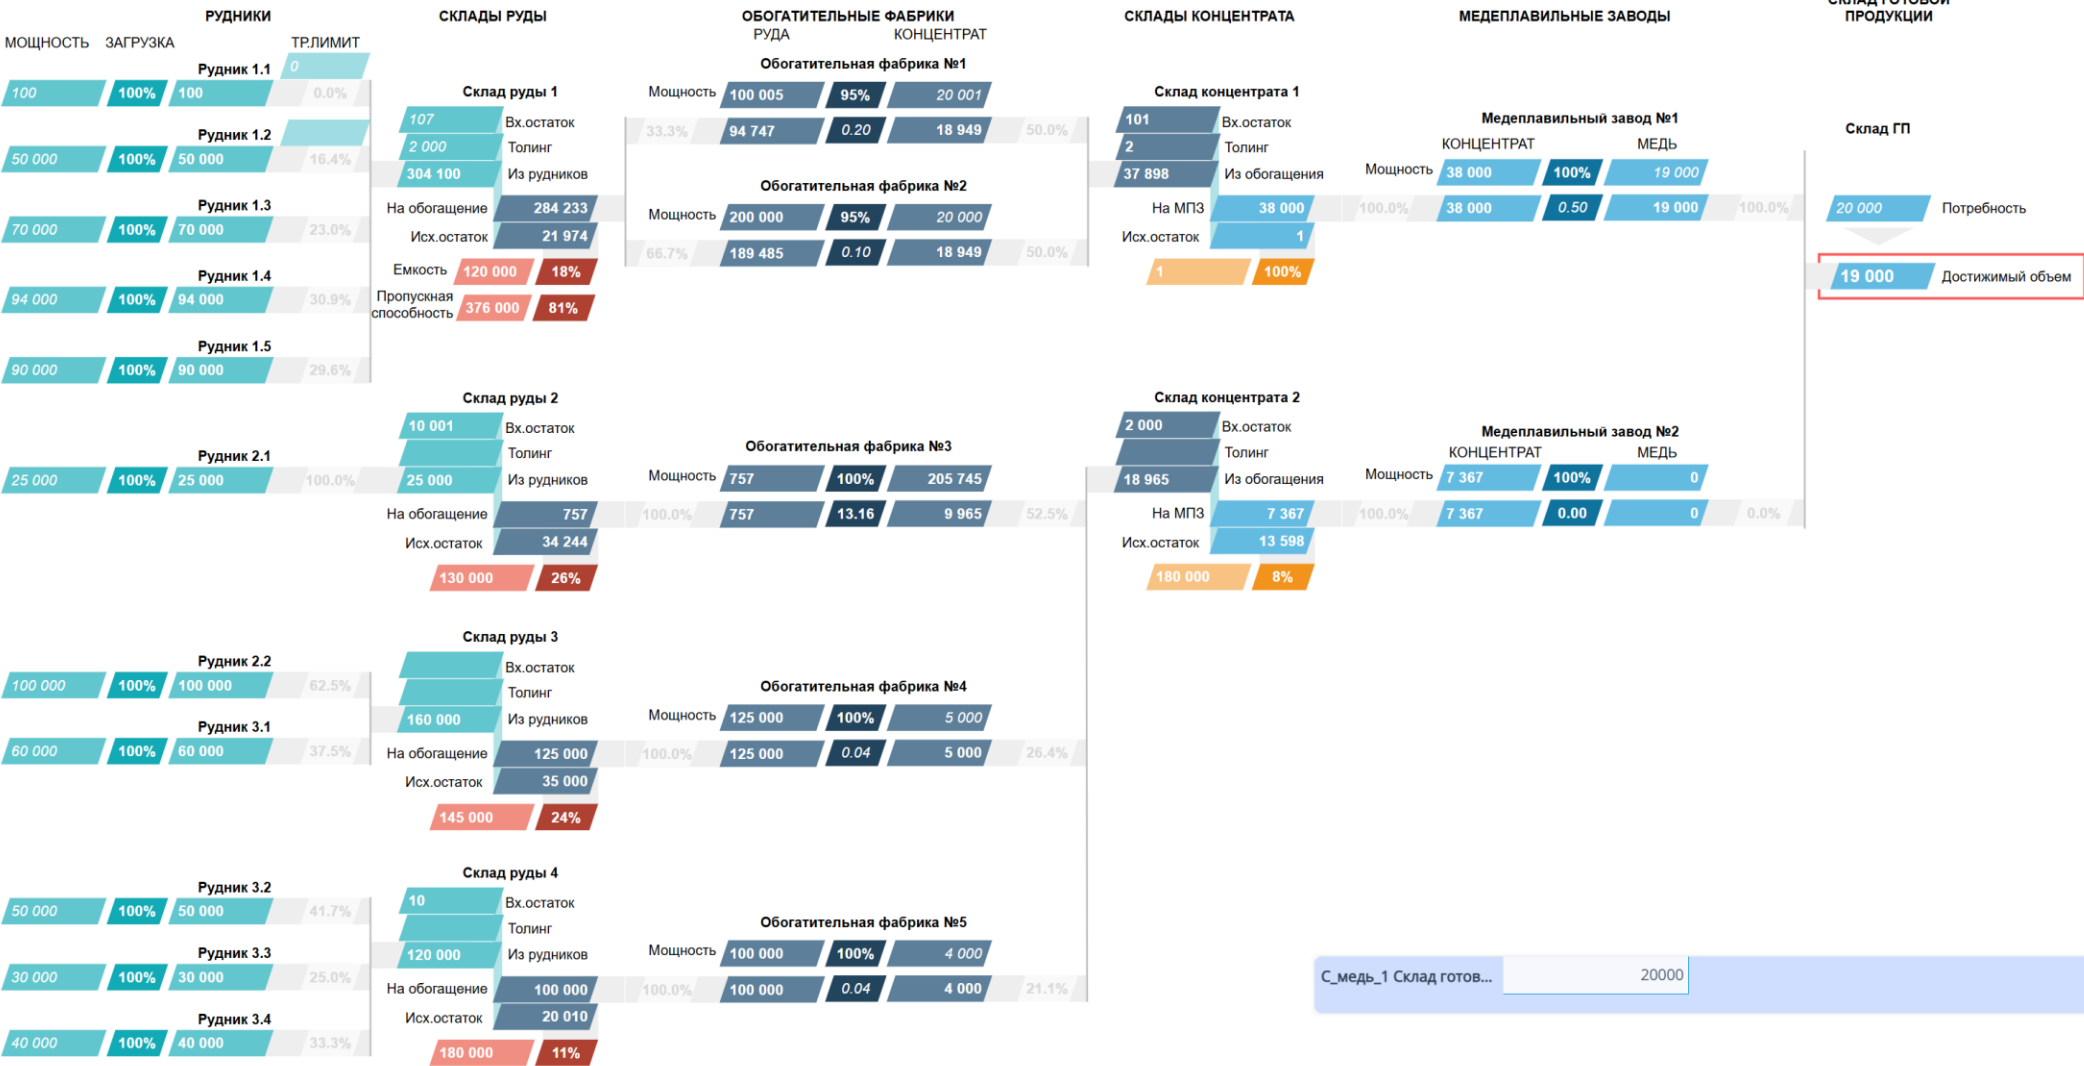 РУДНИКИ
МОЩНОСТЬ ЗАГРУЗКА ТР.ЛИМИТ
Рудник 1.1 0
100 100% 100 0.0%
Рудник 1.2
50 000 100% 50 000 16.4%
Рудник 1.3
70 000 100% 70 000 23.0%
Рудник 1.4
94 000 100% 94 000 30.9%
Рудник 1.5
90 000 100% 90 000 29.6%
Рудник 2.1
25 000 100% 25 000 100.0%
Рудник 2.2
100 000 100% 100 000 62.5%
Рудник 3.1
60 000 100% 60 000 37.5%
Рудник 3.2
50 000 100% 50 000 41.7%
Рудник 3.3
30 000 100% 30 000 25.0%
Рудник 3.4
40 000 100% 40 000 33.3%
СКЛАДЫ РУДЫ
Склад руды 1
107 Вх.остаток
2 000 Толинг
304 100 Из рудников
На обогащение 284 233
Исх.остаток 21 974
Емкость 120 000 18%
Пропускная
способность 376 000 81%
Склад руды 2
10 001 Вх.остаток
Толинг
25 000 Из рудников
На обогащение 757
Исх.остаток 34 244
130 000 26%
Склад руды 3
Вх.остаток
Толинг
160 000 Из рудников
На обогащение 125 000
Исх.остаток 35 000
145 000 24%
Склад руды 4
10 Вх.остаток
Толинг
120 000 Из рудников
На обогащение 100 000
Исх.остаток 20 010
180 000 11%
ОБОГАТИТЕЛЬНЫЕ ФАБРИКИ
РУДА КОНЦЕНТРАТ
Обогатительная фабрика №1
Мощность 100 005 95% 20 001
33.3% 94 747 0.20 18 949 50.0%
Обогатительная фабрика №2
Мощность 200 000 95% 20 000
66.7% 189 485 0.10 18 949 50.0%
Обогатительная фабрика №3
Мощность 757 100% 205 745
100.0% 757 13.16 9 965 52.5%
Обогатительная фабрика №4
Мощность 125 000 100% 5 000
100.0% 125 000 0.04 5 000 26.4%
Обогатительная фабрика №5
Мощность 100 000 100% 4 000
100.0% 100 000 0.04 4 000 21.1%
СКЛАДЫ КОНЦЕНТРАТА
Склад концентрата 1
101 Вх.остаток
2 Толинг
37 898 Из обогащения
На МПЗ 38 000
Исх.остаток 1
1 100%
Склад концентрата 2
2 000 Вх.остаток
Толинг
18 965 Из обогащения
На МПЗ 7 367
Исх.остаток 13 598
180 000 8%
МЕДЕПЛАВИЛЬНЫЕ ЗАВОДЫ
Медеплавильный завод №1
КОНЦЕНТРАТ МЕДЬ
Мощность 38 000 100% 19 000
100.0% 38 000 0.50 19 000 100.0%
Медеплавильный завод №2
КОНЦЕНТРАТ МЕДЬ
Мощность 7 367 100% 0
100.0% 7 367 0.00 0 0.0%
СКЛАД ГОТОВОЙ
ПРОДУКЦИИ
Склад ГП
20 000 Потребность
19 000 Достижимый объем
С_медь_1 Склад готов... 20000